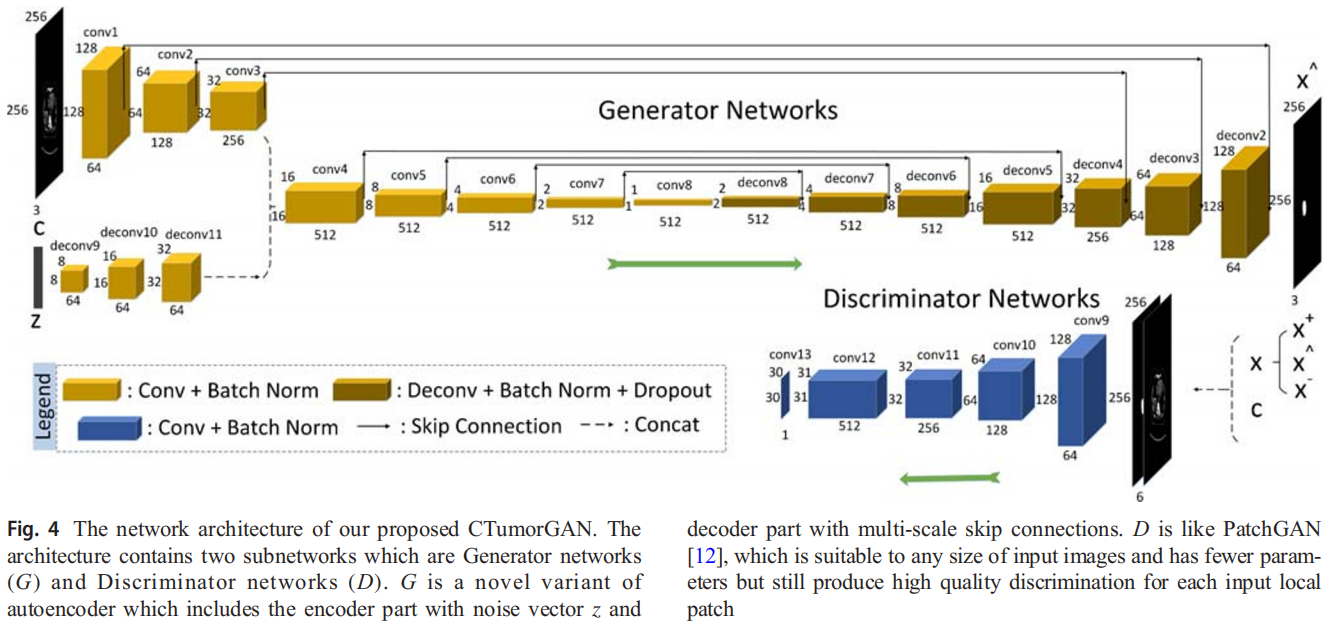 256
conv1
128
256
128
64
3
C
conv2
64
64
128
conv3
32
32
256
Generator Networks
conv4
16
16
512
conv5
8
8
512
conv6
4
4
512
conv7
2
2
512
conv8
1
1
512
deconv8
2
2
512
deconv7
4
4
512
deconv6
8
8
512
deconv5
16
16
512
deconv4
32
32
256
deconv3
64
64
128
deconv2
128
128
64
X^
256
256
3
deconv9
8
8
64
deconv10
16
16
64
deconv11
32
32
64
Z
Discriminator Networks
conv13
30
30
1
conv12
31
31
512
conv11
32
32
256
conv10
64
64
128
conv9
128
128
64
256
256
6
X
C
X+
X^
X-
Legend
: Conv + Batch Norm
: Deconv + Batch Norm + Dropout
: Conv + Batch Norm
: Skip Connection
: Concat
Fig. 4 The network architecture of our proposed CTumorGAN. The
architecture contains two subnetworks which are Generator networks
(G) and Discriminator networks (D). G is a novel variant of
autoencoder which includes the encoder part with noise vector z and
decoder part with multi-scale skip connections. D is like PatchGAN
[12], which is suitable to any size of input images and has fewer param-
eters but still produce high quality discrimination for each input local
patch